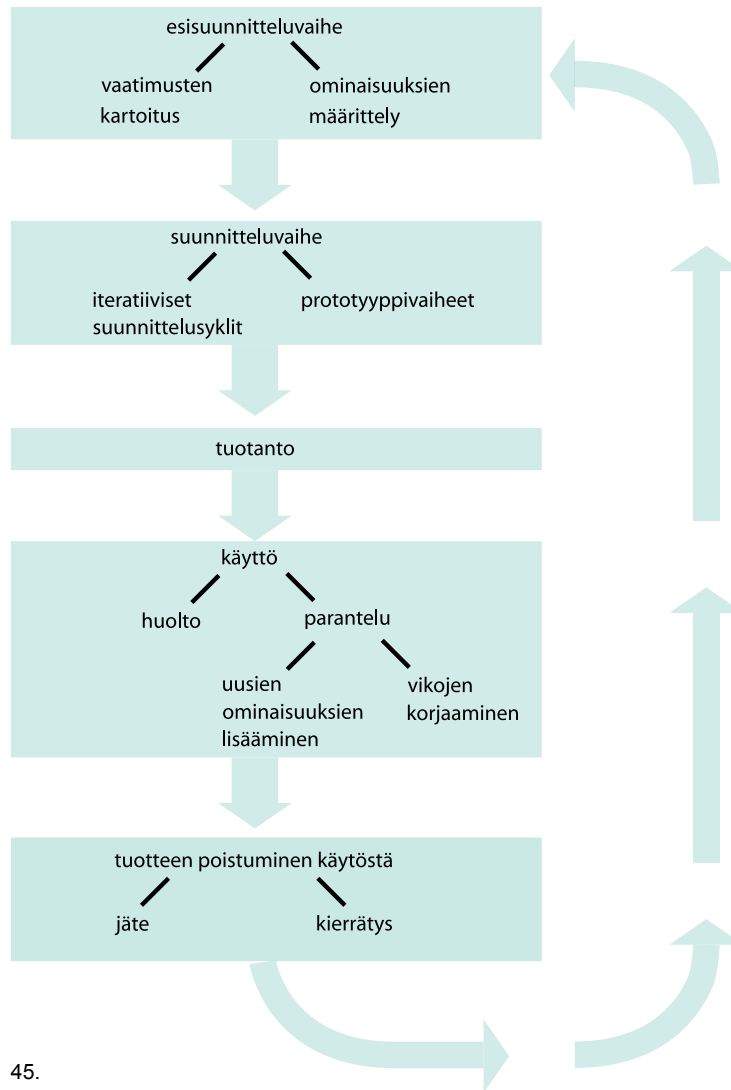 esisuunnitteluvaihe
vaatimusten
kartoitus
ominaisuuksien
määrittely
suunnitteluvaihe
iteratiiviset
suunnittelusyklit
prototyyppivaiheet
tuotanto
käyttö
huolto
parantelu
uusien
ominaisuuksien
lisääminen
vikojen
korjaaminen
tuotteen poistuminen käytöstä
jäte
kierrätys
45.